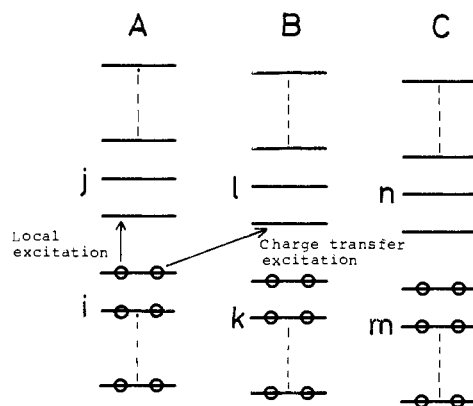 A B C
j l n
Local
excitation
Charge transfer
excitation
i k m